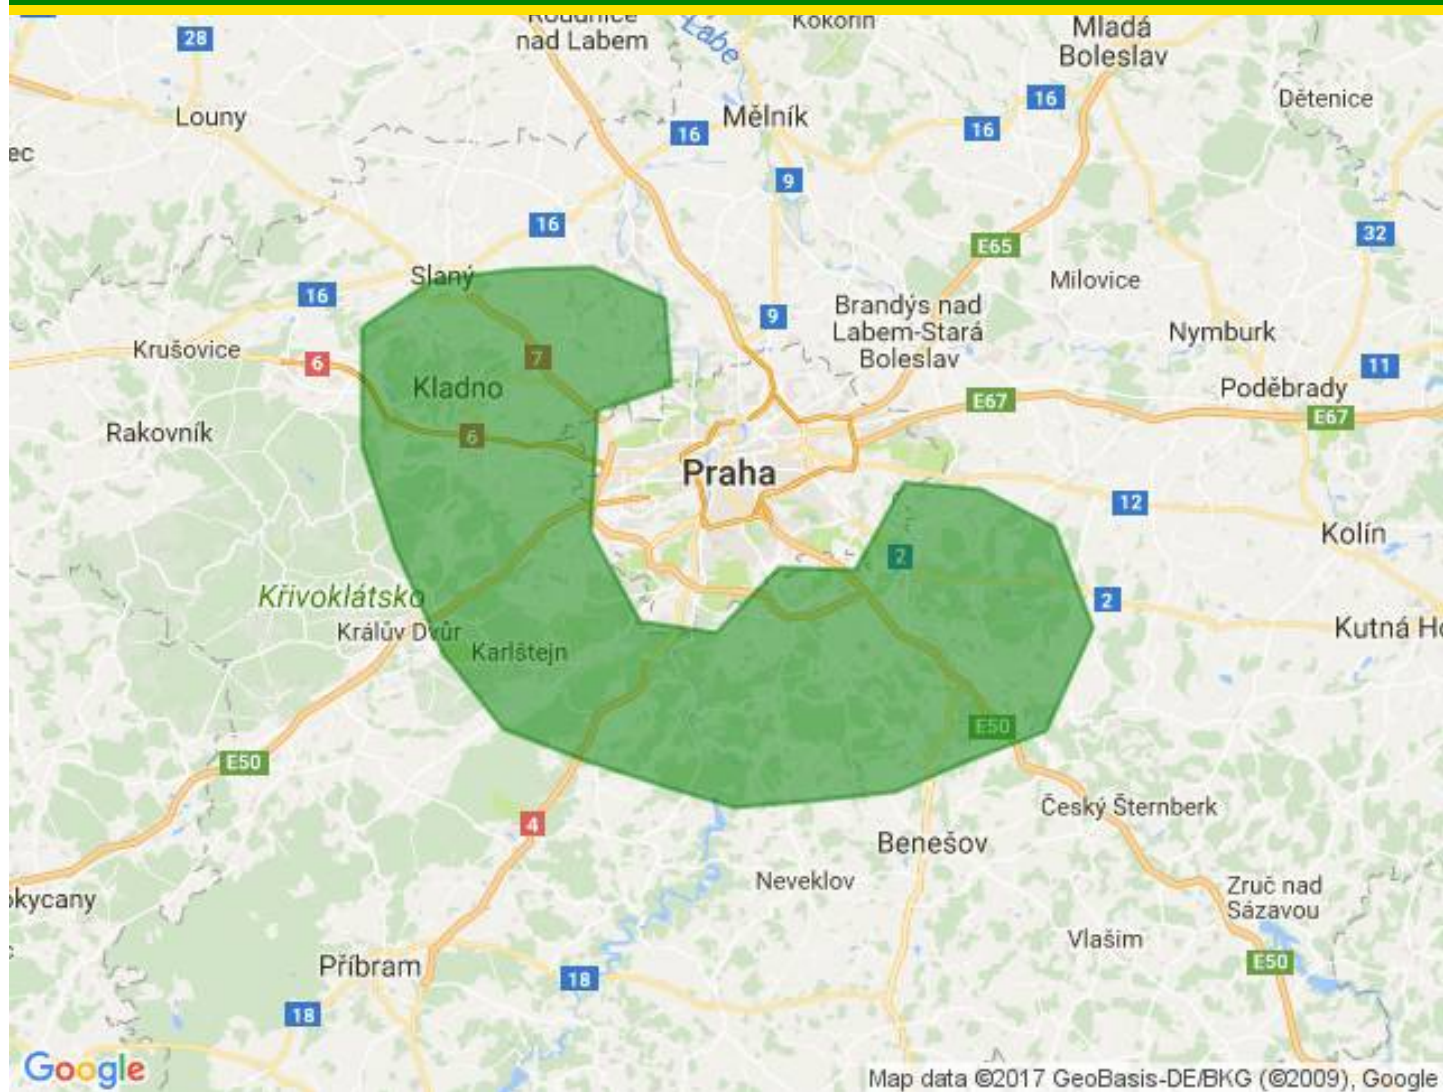 Roudnice
nad Labem
Labe
Kokořín
Mladá
Boleslav
28
16
Dětenice
Louny
16
Mělník
16
ec
9
16
32
E65
Slaný
16
Milovice
Brandýs nad
Labem-Stará
Boleslav
9
Nymburk
Krušovice
6
7
11
Kladno
E67
Poděbrady
E67
Rakovník
6
Praha
12
Kolín
2
Křivoklátsko
2
Králův Dvůr
Kutná Ho
Karlštejn
E50
E50
4
Český Šternberk
Benešov
Neveklov
okycany
Zruč nad
Sázavou
Vlašim
Příbram
18
E50
18
Google
Map data ©2017 GeoBasis-DE/BKG (©2009), Google